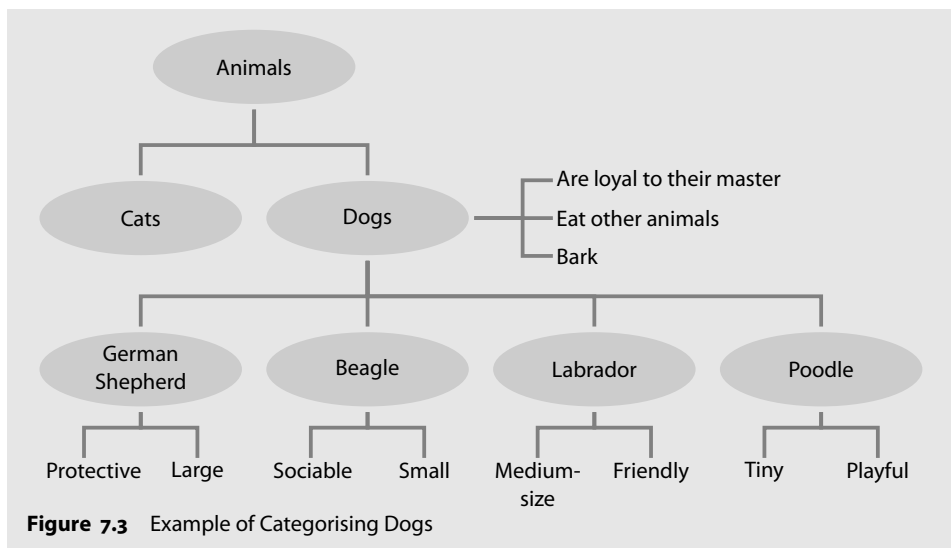 Animals
Cats
Dogs
Are loyal to their master
Eat other animals
Bark
German
Shepherd
Beagle
Labrador
Poodle
Protective
Large
Sociable
Small
Medium-
size
Friendly
Tiny
Playful
Figure 7.3 Example of Categorising Dogs